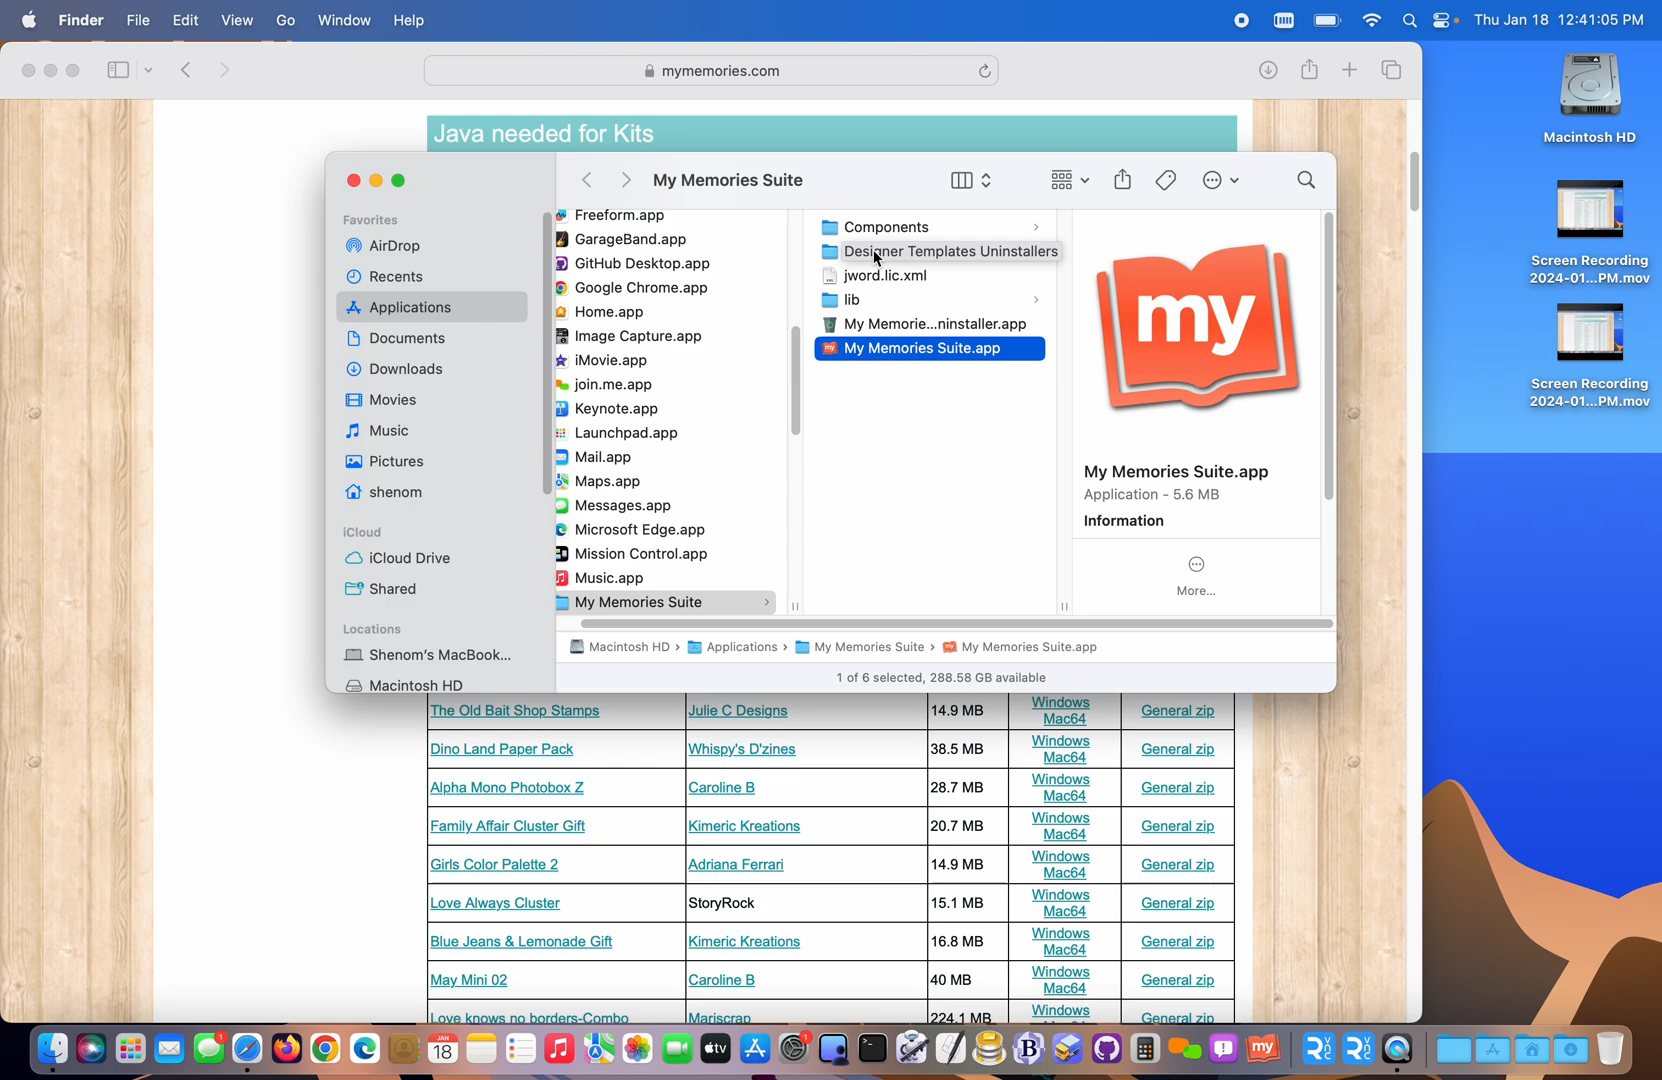 Finder File Edit View Go Window Help Thu Jan 18 12:41:05 PM
mymemories.com
Macintosh HD
Screen Recording
2024-01...PM.mov
Screen Recording
2024-01...PM.mov
Java needed for Kits
My Memories Suite
Favorites
AirDrop
Recents
Applications
Documents
Downloads
Movies
Music
Pictures
shenom
iCloud
iCloud Drive
Shared
Locations
Shenom's MacBook...
Macintosh HD
Freeform.app
GarageBand.app
GitHub Desktop.app
Google Chrome.app
Home.app
Image Capture.app
iMovie.app
join.me.app
Keynote.app
Launchpad.app
Mail.app
Maps.app
Messages.app
Microsoft Edge.app
Mission Control.app
Music.app
My Memories Suite
Components
Designer Templates Uninstallers
jword.lic.xml
lib
My Memorie...ninstaller.app
My Memories Suite.app
my
My Memories Suite.app
Application - 5.6 MB
Information
More...
Macintosh HD › Applications › My Memories Suite › My Memories Suite.app
1 of 6 selected, 288.58 GB available
The Old Bait Shop Stamps Julie C Designs 14.9 MB Windows Mac64 General zip
Dino Land Paper Pack Whispy's D'zines 38.5 MB Windows Mac64 General zip
Alpha Mono Photobox Z Caroline B 28.7 MB Windows Mac64 General zip
Family Affair Cluster Gift Kimeric Kreations 20.7 MB Windows Mac64 General zip
Girls Color Palette 2 Adriana Ferrari 14.9 MB Windows Mac64 General zip
Love Always Cluster StoryRock 15.1 MB Windows Mac64 General zip
Blue Jeans & Lemonade Gift Kimeric Kreations 16.8 MB Windows Mac64 General zip
May Mini 02 Caroline B 40 MB Windows Mac64 General zip
Love knows no borders-Combo Mariscrap 224.1 MB Windows General zip
1 JAN 18 tv 1 my